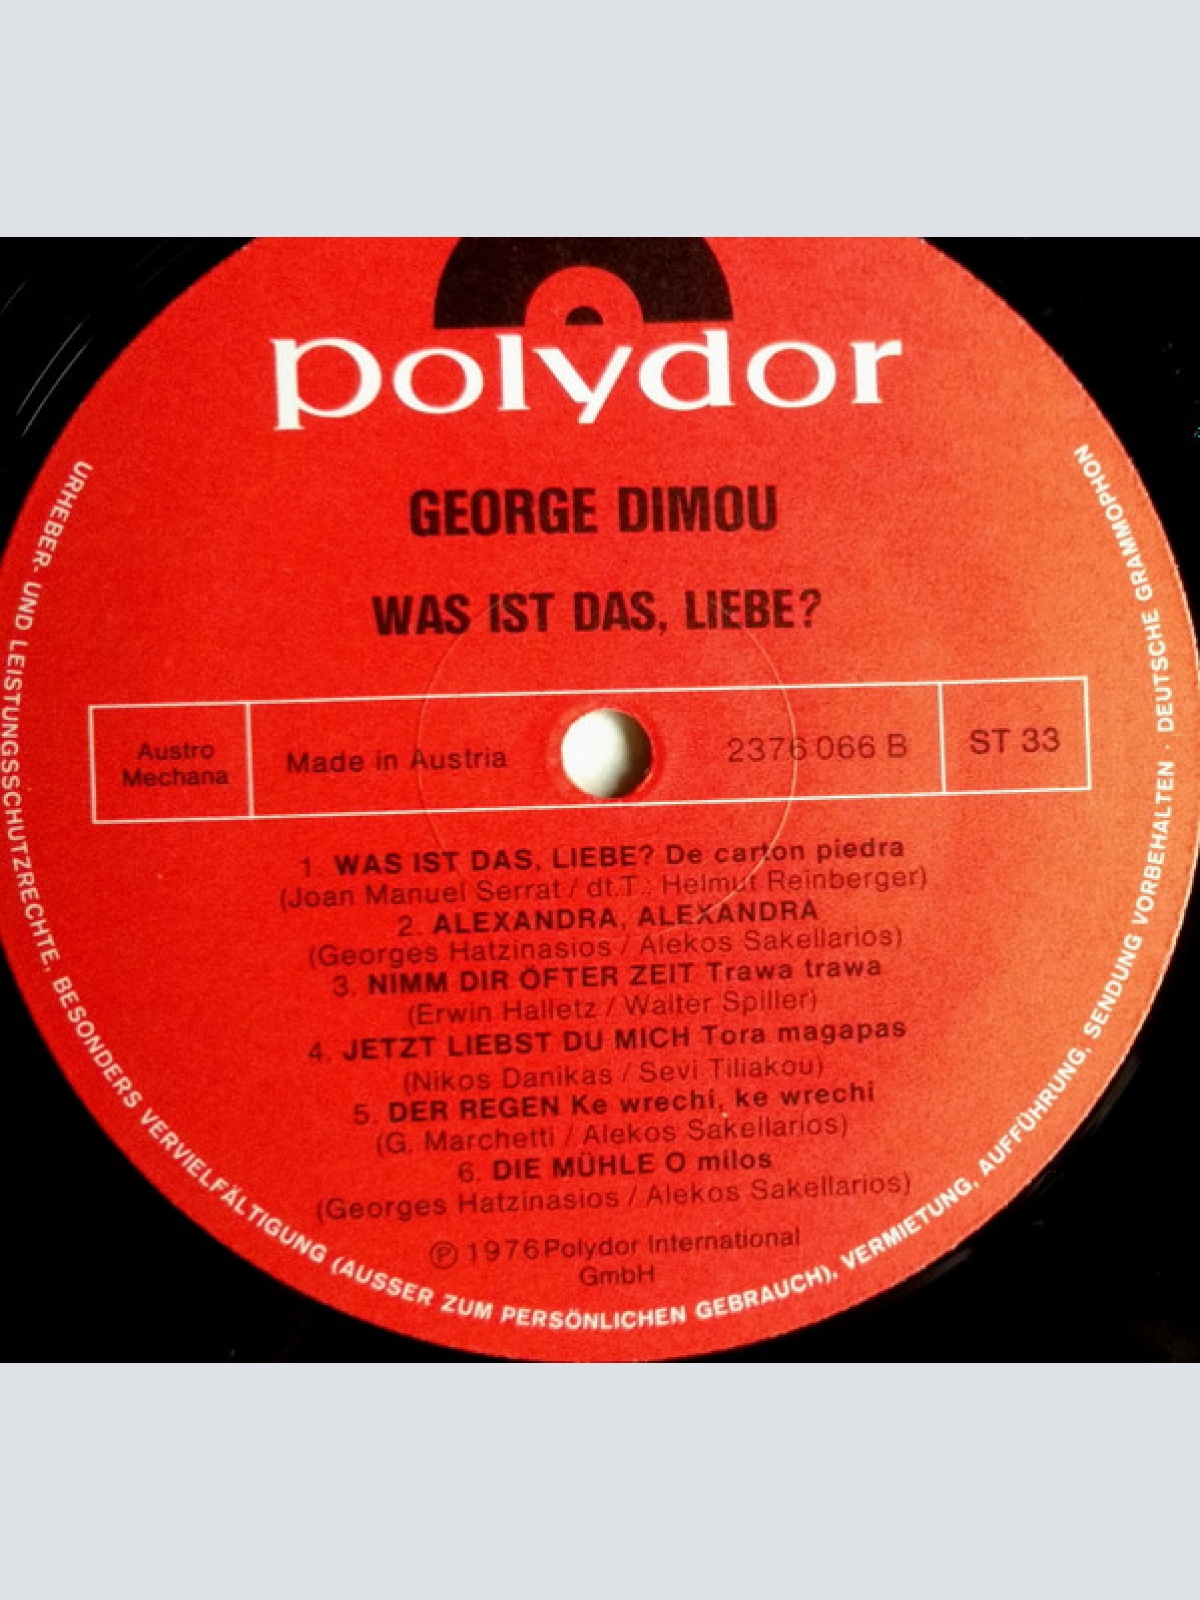 polydor
GEORGE DIMOU
WAS IST DAS, LIEBE?
Austro
Mechana
Made in Austria
2376 066 B
ST 33
1. WAS IST DAS, LIEBE? De carton piedra
(Joan Manuel Serrat / dt.T.: Helmut Reinberger)
2. ALEXANDRA, ALEXANDRA
(Georges Hatzinasios / Alekos Sakellarios)
3. NIMM DIR ÖFTER ZEIT Trawa trawa
(Erwin Halletz / Walter Spiller)
4. JETZT LIEBST DU MICH Tora magapas
(Nikos Danikas / Sevi Tiliakou)
5. DER REGEN Ke wrechi, ke wrechi
(G. Marchetti / Alekos Sakellarios)
6. DIE MÜHLE O milos
(Georges Hatzinasios / Alekos Sakellarios)
℗ 1976 Polydor International
GmbH
URHEBER- UND LEISTUNGSSCHUTZRECHTE, BESONDERS VERVIELFÄLTIGUNG (AUSSER ZUM PERSÖNLICHEN GEBRAUCH), VERMIETUNG, AUFFÜHRUNG, SENDUNG VORBEHALTEN · DEUTSCHE GRAMMOPHON